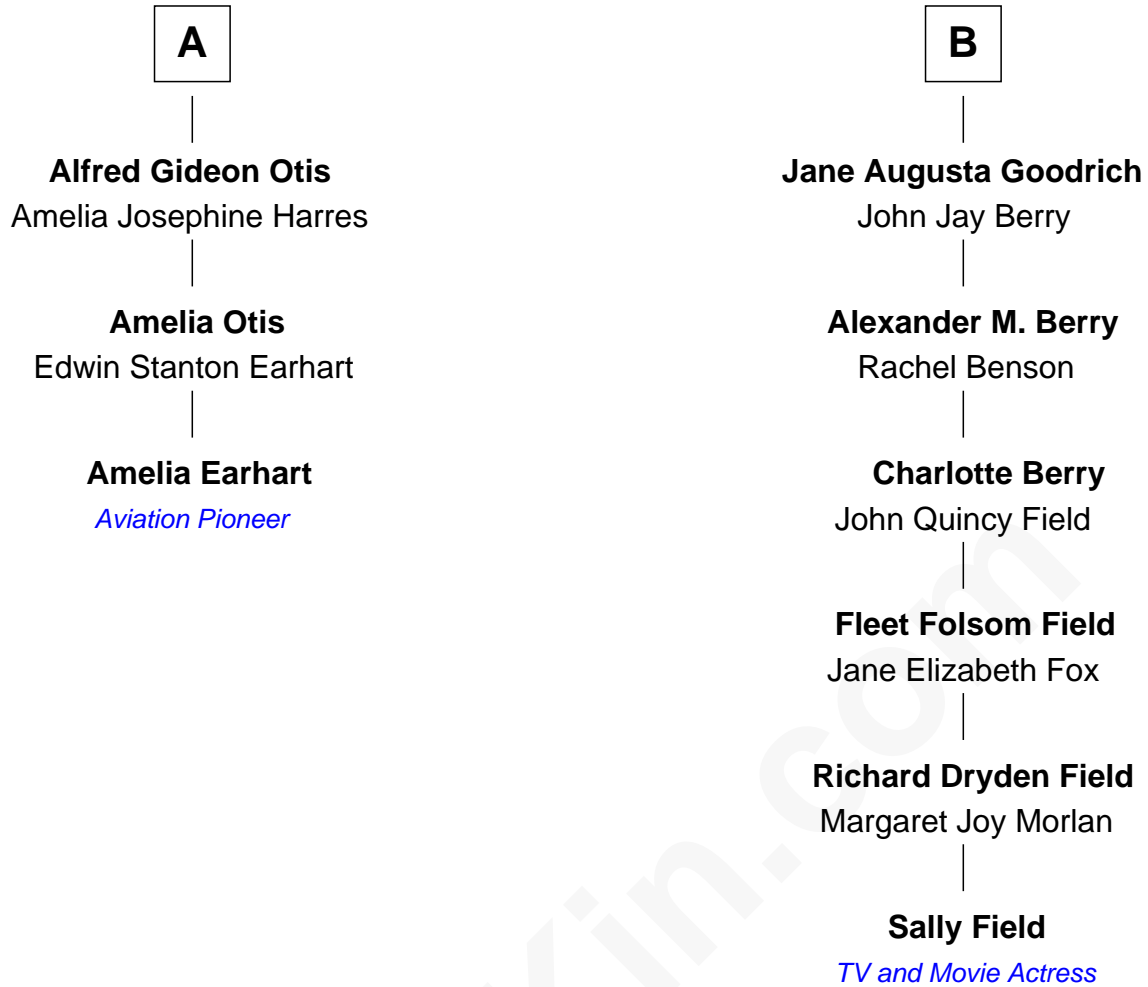 A
Alfred Gideon Otis
Amelia Josephine Harres
Amelia Otis
Edwin Stanton Earhart
Amelia Earhart
Aviation Pioneer
B
Jane Augusta Goodrich
John Jay Berry
Alexander M. Berry
Rachel Benson
Charlotte Berry
John Quincy Field
Fleet Folsom Field
Jane Elizabeth Fox
Richard Dryden Field
Margaret Joy Morlan
Sally Field
TV and Movie Actress